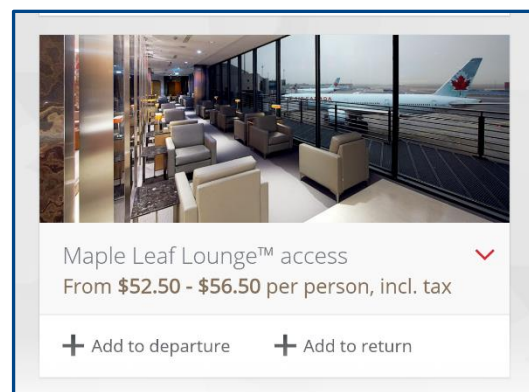 Maple Leaf Lounge™ access
From $52.50 - $56.50 per person, incl. tax
Add to departure
Add to return